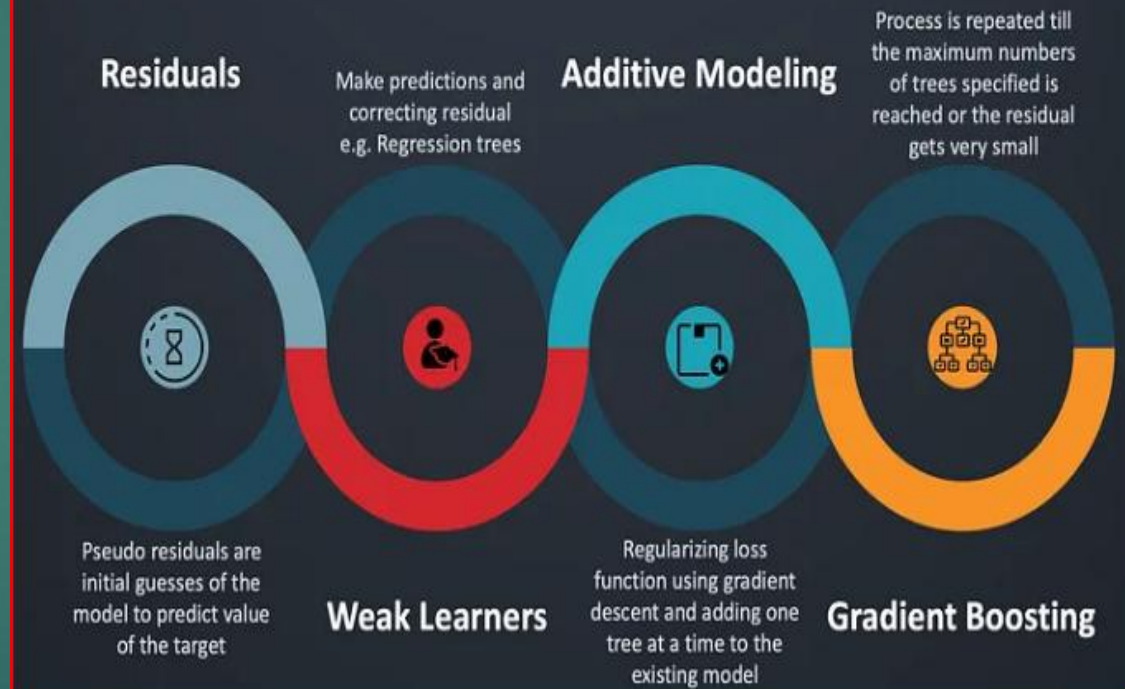 Residuals
Pseudo residuals are
initial guesses of the
model to predict value
of the target
Make predictions and
correcting residual
e.g. Regression trees
Weak Learners
Additive Modeling
Regularizing loss
function using gradient
descent and adding one
tree at a time to the
existing model
Process is repeated till
the maximum numbers
of trees specified is
reached or the residual
gets very small
Gradient Boosting